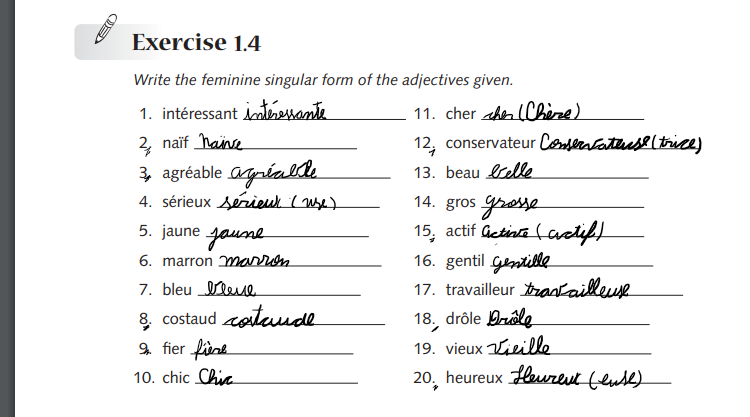 Exercise 1.4
Write the feminine singular form of the adjectives given.
1. intéressant intéressante
2. naïf naïve
3. agréable agréable
4. sérieux sérieux (use)
5. jaune jaune
6. marron marron
7. bleu bleue
8. costaud costaude
9. fier fière
10. chic Chic
11. cher cher (Chère)
12. conservateur Conservateuse (trice)
13. beau belle
14. gros grosse
15. actif active (actif)
16. gentil gentille
17. travailleur travailleuse
18. drôle Drôle
19. vieux Vieille
20. heureux Heureux (euse)